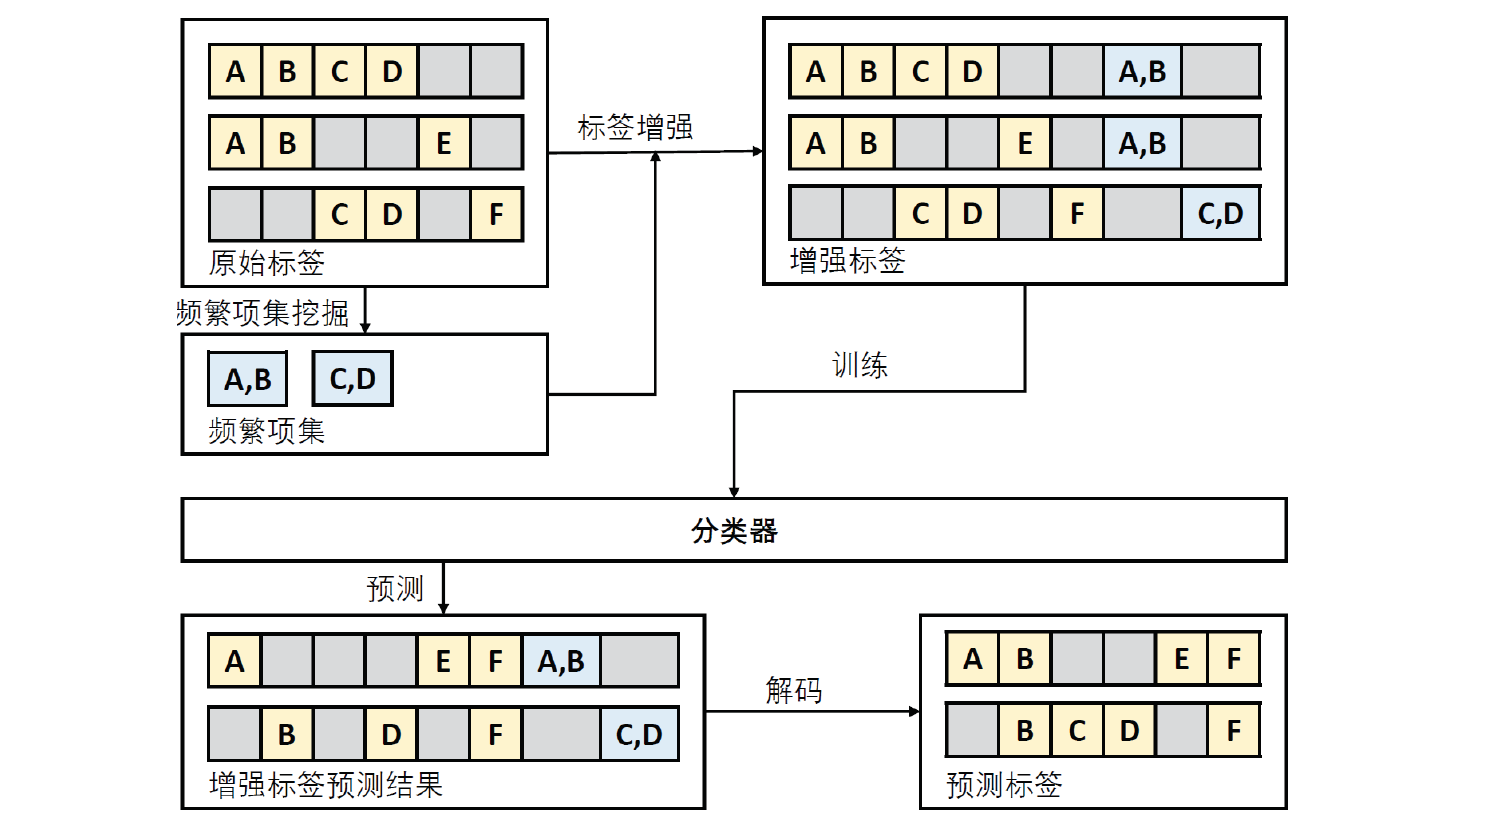 A B C D
A B E
C D F
原始标签
标签增强
A B C D A,B
A B E A,B
C D F C,D
增强标签
频繁项集挖掘
A,B C,D
频繁项集
训练
分类器
预测
A E F A,B
B D F C,D
增强标签预测结果
解码
A B E F
B C D F
预测标签